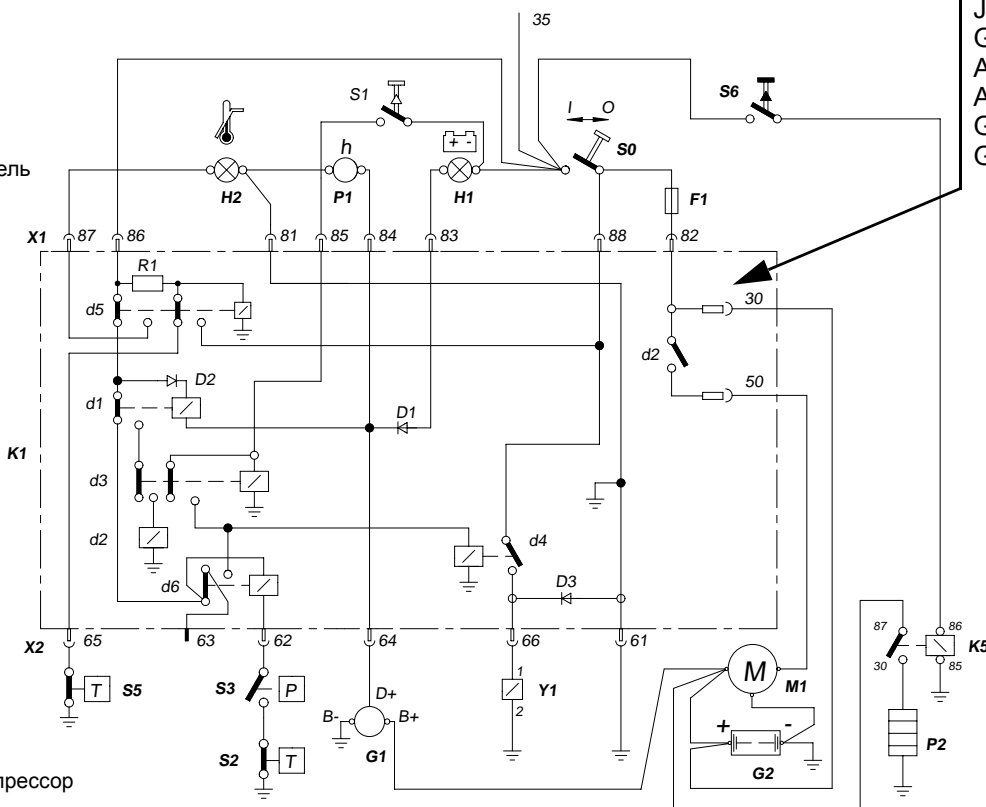 35
J
G
A
A
G
G
S1
S6
I O
S0
+ -
h
ель
H2
P1
H1
F1
X1
87
86
81
85
84
83
88
82
R1
30
d5
d2
D2
50
d1
D1
K1
d3
d2
d4
d6
D3
X2
65
63
62
64
66
61
87
86
K5
30
85
T
S5
S3
P
D+
B-
B+
G1
1
Y1
2
M
M1
+ -
G2
P2
S2
T
прессор